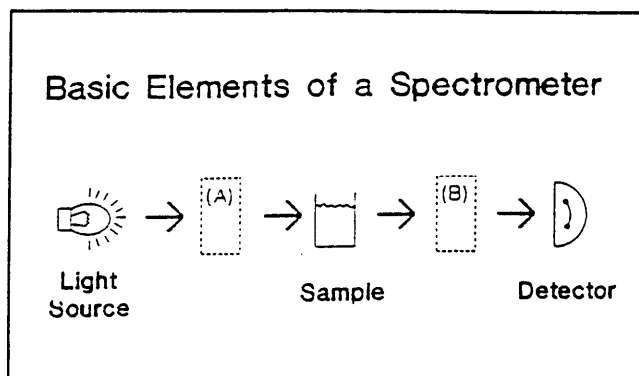 Basic Elements of a Spectrometer
(A)
(B)
Light
Source
Sample
Detector